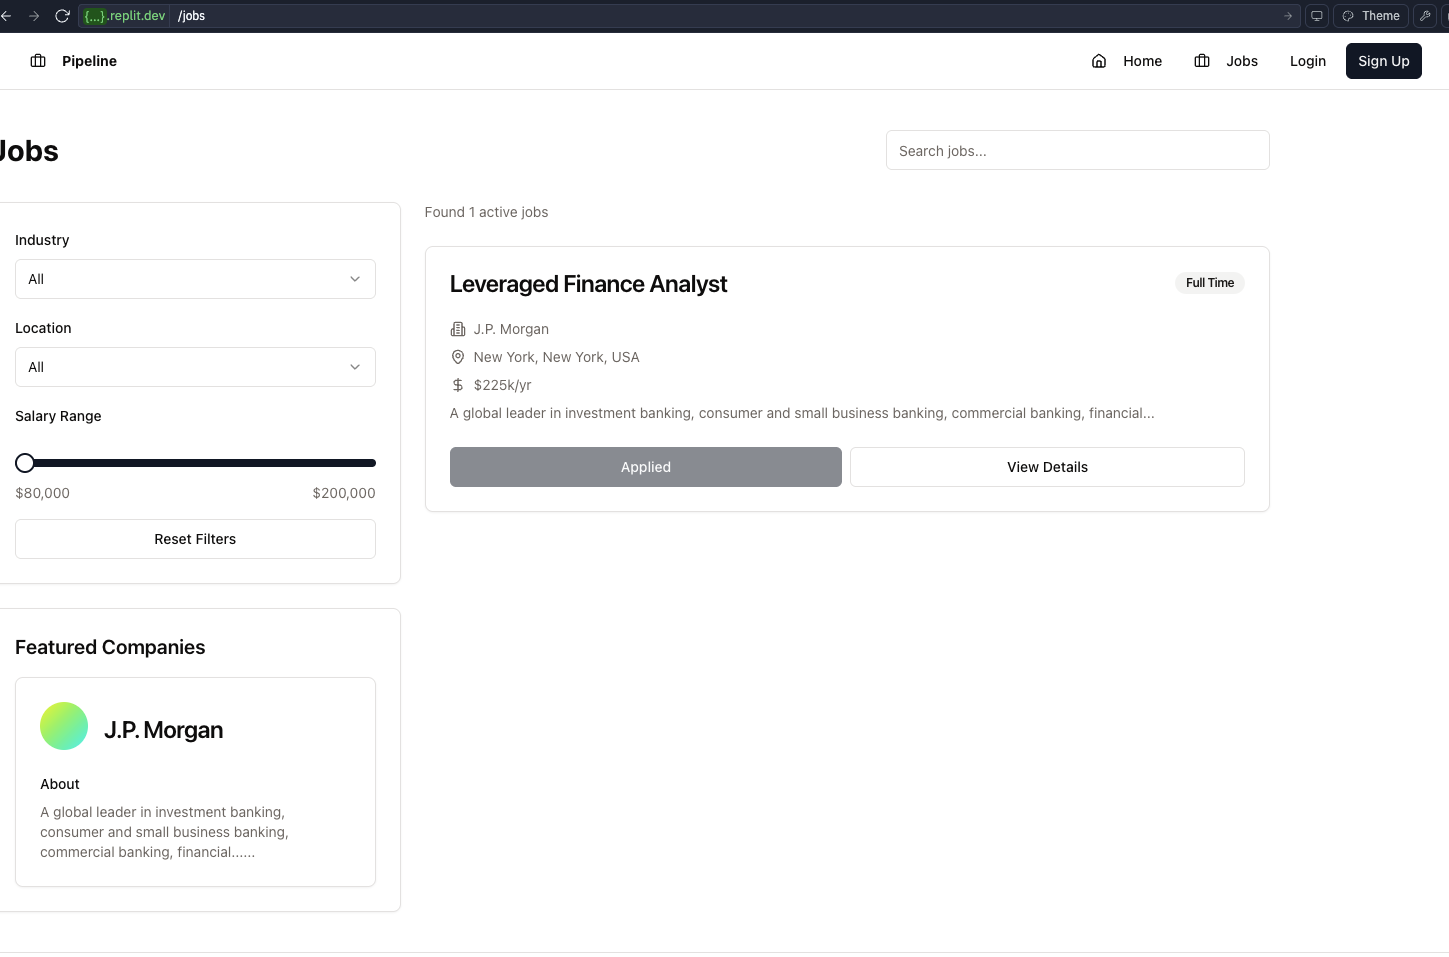 {...}.replit.dev /jobs
Theme
Pipeline
Home Jobs Login Sign Up
Jobs
Search jobs...
Industry
All
Location
All
Salary Range
$80,000 $200,000
Reset Filters
Featured Companies
J.P. Morgan
About
A global leader in investment banking,
consumer and small business banking,
commercial banking, financial......
Found 1 active jobs
Leveraged Finance Analyst
Full Time
J.P. Morgan
New York, New York, USA
$225k/yr
A global leader in investment banking, consumer and small business banking, commercial banking, financial...
Applied View Details